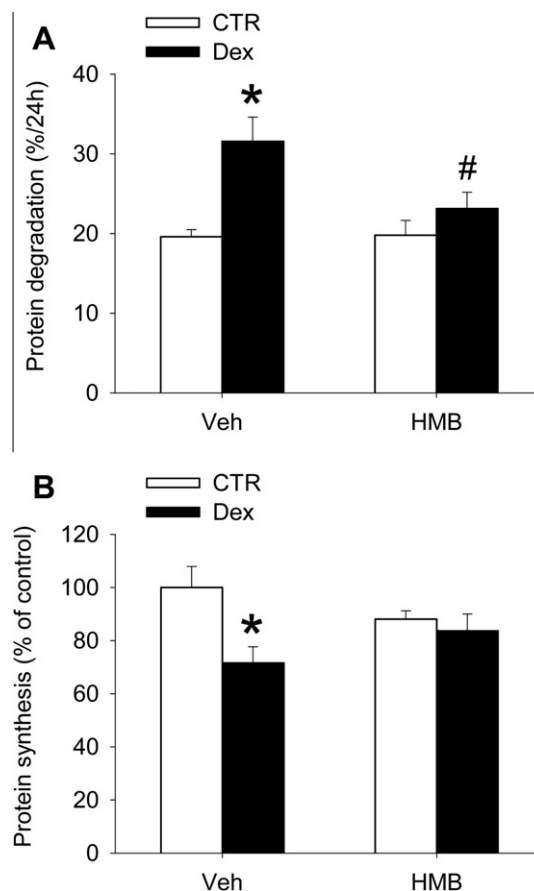 A
CTR
Dex
Protein degradation (%/24h)
40
30
20
10
0
*
#
Veh
HMB
B
CTR
Dex
Protein synthesis (% of control)
120
100
80
60
40
20
0
*
Veh
HMB